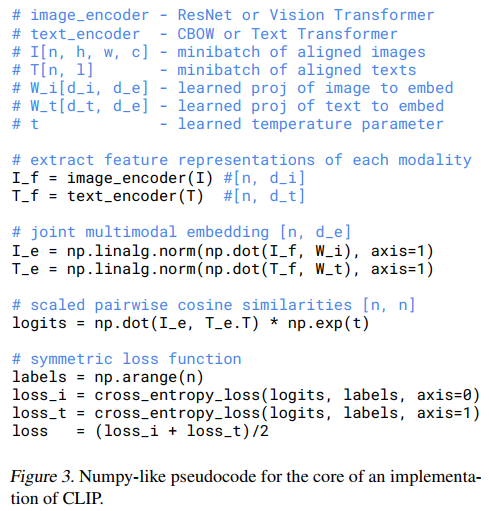 # image_encoder - ResNet or Vision Transformer
# text_encoder  - CBOW or Text Transformer
# I[n, h, w, c] - minibatch of aligned images
# T[n, l]       - minibatch of aligned texts
# W_i[d_i, d_e] - learned proj of image to embed
# W_t[d_t, d_e] - learned proj of text to embed
# t             - learned temperature parameter
# extract feature representations of each modality
I_f = image_encoder(I) #[n, d_i]
T_f = text_encoder(T)  #[n, d_t]
# joint multimodal embedding [n, d_e]
I_e = np.linalg.norm(np.dot(I_f, W_i), axis=1)
T_e = np.linalg.norm(np.dot(T_f, W_t), axis=1)
# scaled pairwise cosine similarities [n, n]
logits = np.dot(I_e, T_e.T) * np.exp(t)
# symmetric loss function
labels = np.arange(n)
loss_i = cross_entropy_loss(logits, labels, axis=0)
loss_t = cross_entropy_loss(logits, labels, axis=1)
loss   = (loss_i + loss_t)/2
Figure 3. Numpy-like pseudocode for the core of an implementa-
tion of CLIP.